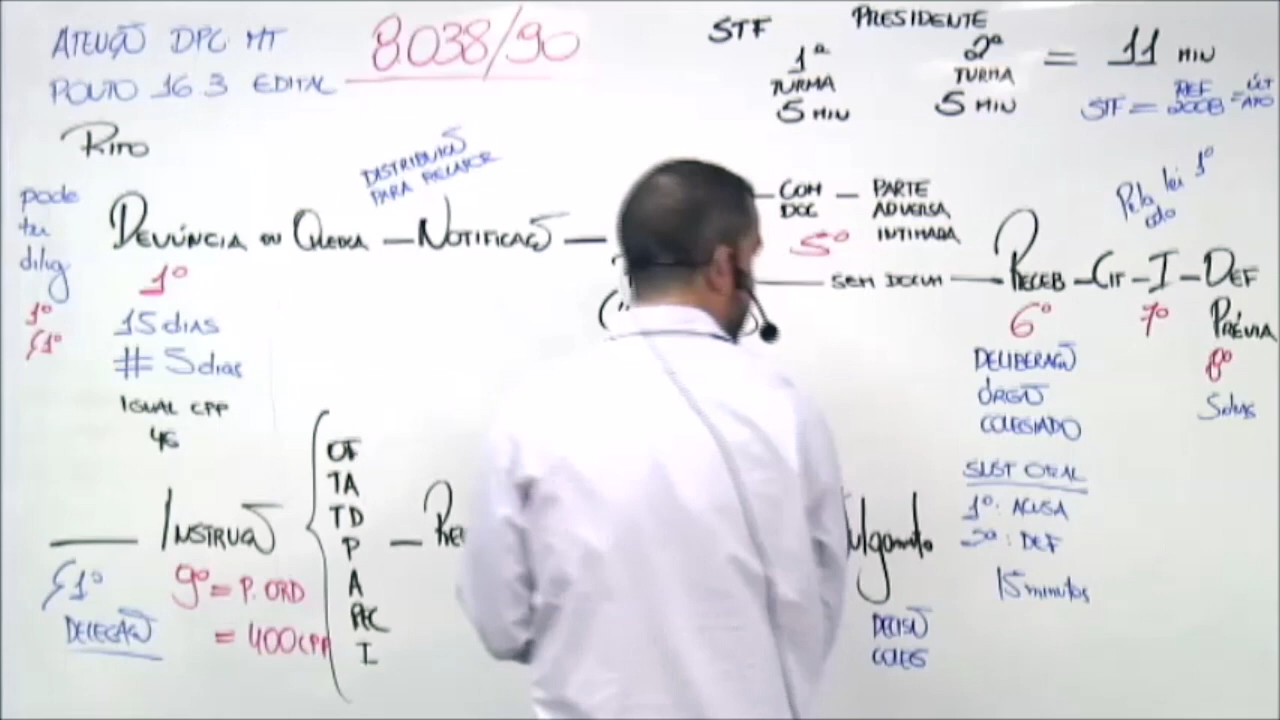 ATENÇÃO DPC MT
PONTO 16.3 EDITAL
8.038/90
STF PRESIDENTE
1ª TURMA 5 MIN
2ª TURMA 5 MIN
= 11 MIN
STF = REF 2008 = ÚLT ATO
RITO
pode ter dilig
1º
§1º
DISTRIBUIÇÃO
PARA RELATOR
DENÚNCIA OU QUEIXA — NOTIFICAÇÃO —
1º
15 DIAS
# 5 dias
IGUAL CPP
46
COM DOC — PARTE ADVERSA INTIMADA
5º
SEM DOCUM — RECEB — CIT — I — DEF PRÉVIA
Pela lei 1º
6º
7º
8º
5 dias
DELIBERAÇÃO
ÓRGÃO
COLEGIADO
SUST ORAL
1º: ACUSA
: DEF
15 minutos
INSTRUÇÃO
§1º
DELEGAÇÃO
9º = P. ORD
= 400 CPP
OF
TA
TD
P
A
REC
I
DECISÃO
COLEG